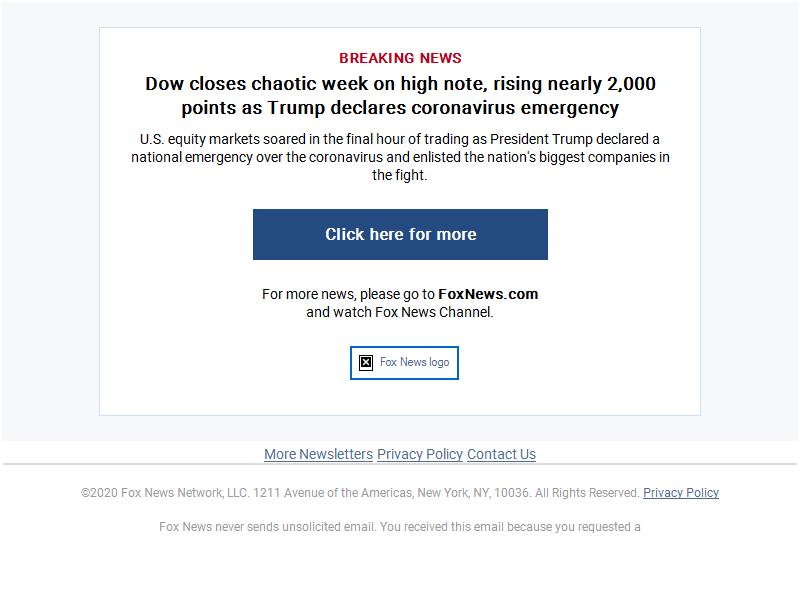 BREAKING NEWS
Dow closes chaotic week on high note, rising nearly 2,000
points as Trump declares coronavirus emergency
U.S. equity markets soared in the final hour of trading as President Trump declared a
national emergency over the coronavirus and enlisted the nation's biggest companies in
the fight.
Click here for more
For more news, please go to FoxNews.com
and watch Fox News Channel.
Fox News logo
More Newsletters Privacy Policy Contact Us
©2020 Fox News Network, LLC. 1211 Avenue of the Americas, New York, NY, 10036. All Rights Reserved. Privacy Policy
Fox News never sends unsolicited email. You received this email because you requested a